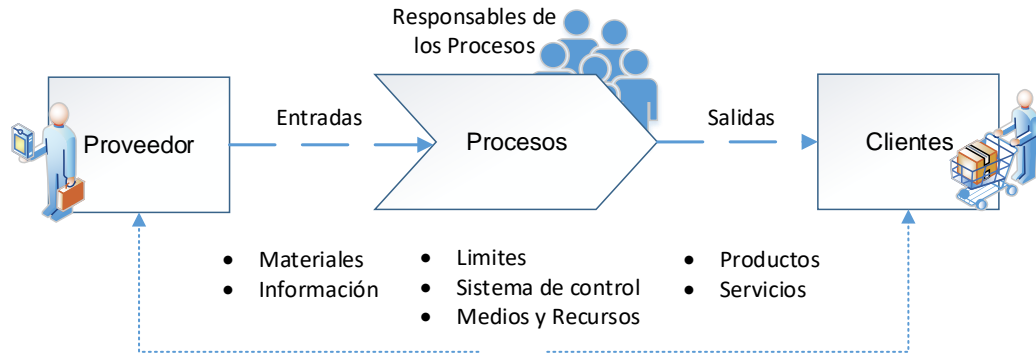 Responsables de
los Procesos
Proveedor
Entradas
Procesos
Salidas
Clientes
• Materiales
• Información
• Limites
• Sistema de control
• Medios y Recursos
• Productos
• Servicios